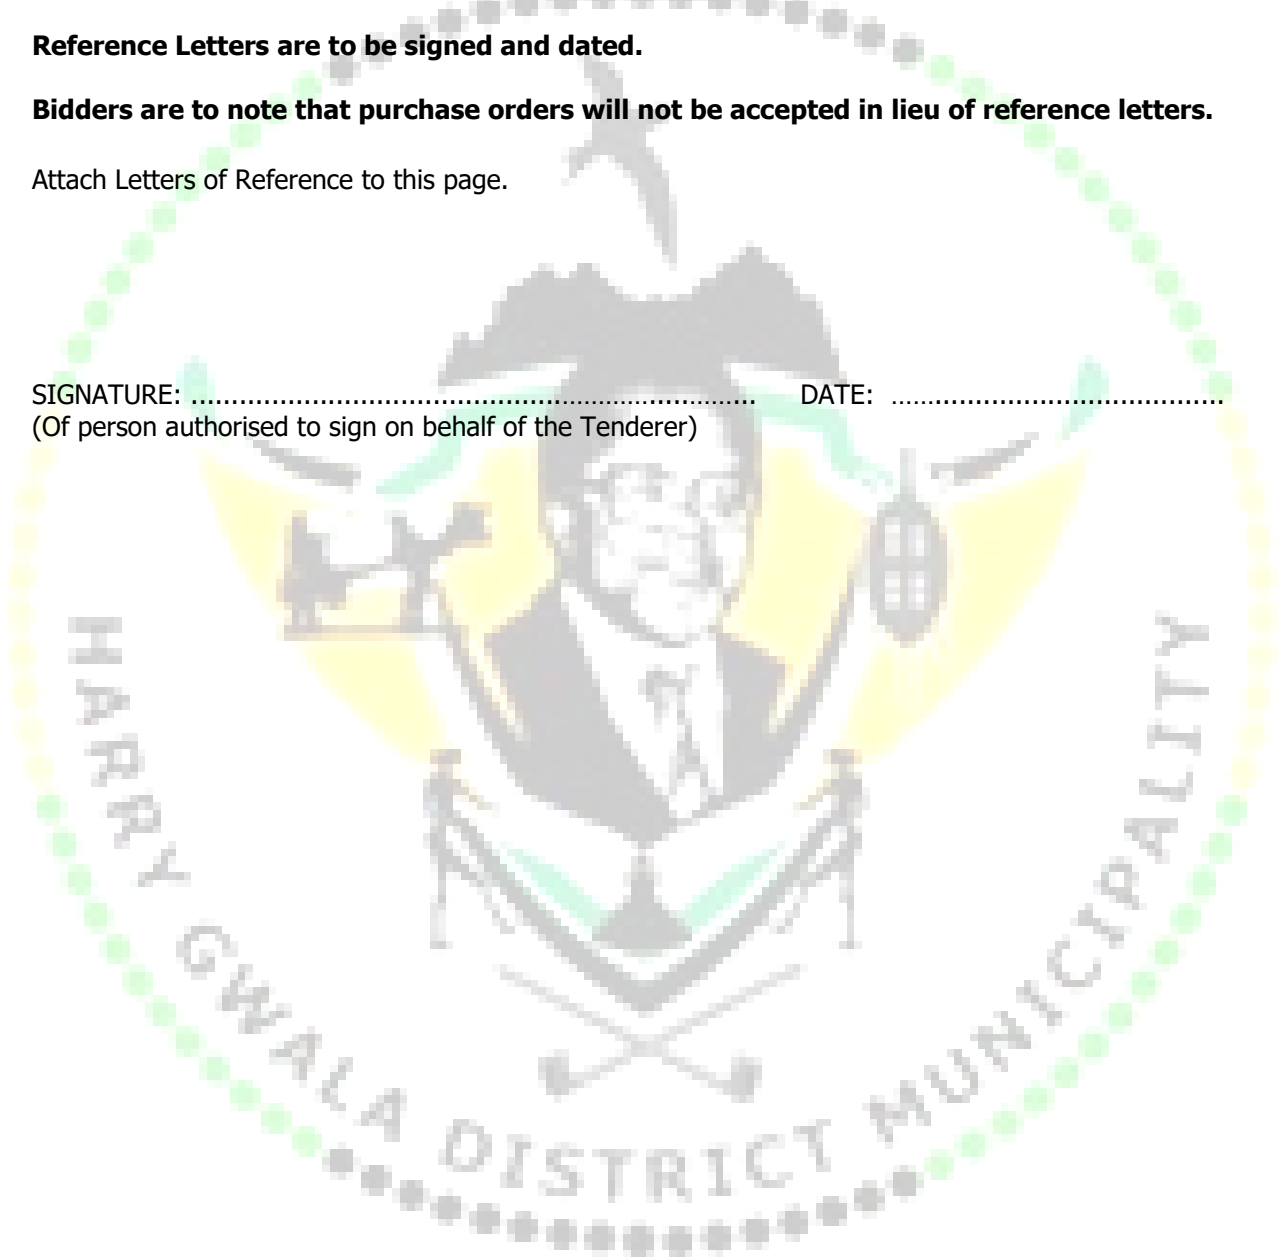 Reference Letters are to be signed and dated.
Bidders are to note that purchase orders will not be accepted in lieu of reference letters.
Attach Letters of Reference to this page.
SIGNATURE: ...................................................................... DATE: .........................................
(Of person authorised to sign on behalf of the Tenderer)
HARRY GWALA DISTRICT MUNICIPALITY